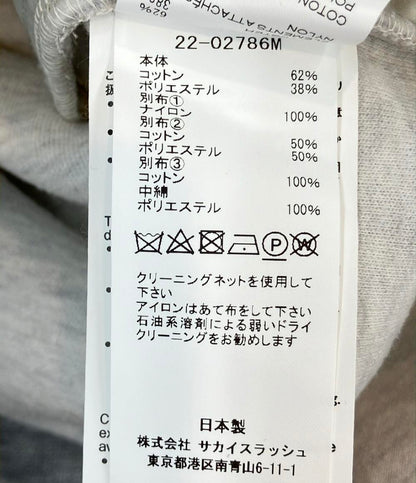 COTON
62%
22-02786M
本体
コットン 62%
ポリエステル 38%
別布①
ナイロン 100%
別布②
コットン 50%
ポリエステル 50%
別布③
コットン 100%
中綿
ポリエステル 100%
クリーニングネットを使用して
下さい
アイロンはあて布をして下さい
石油系溶剤による弱いドライ
クリーニングをお勧めします
日本製
株式会社 サカイスラッシュ
東京都港区南青山6-11-1